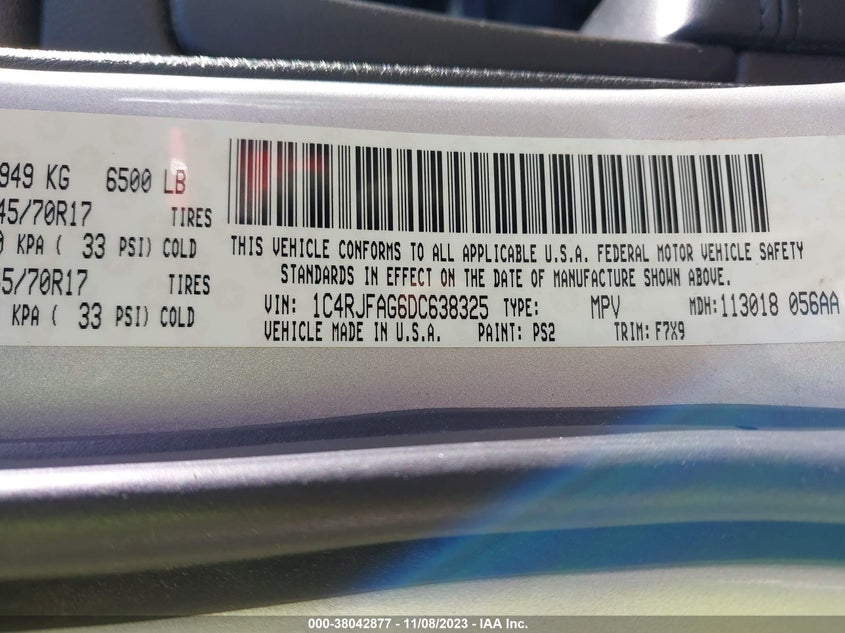 949 KG 6500 LB
45/70R17 TIRES
KPA ( 33 PSI) COLD
5/70R17 TIRES
KPA ( 33 PSI) COLD
THIS VEHICLE CONFORMS TO ALL APPLICABLE U.S.A. FEDERAL MOTOR VEHICLE SAFETY
STANDARDS IN EFFECT ON THE DATE OF MANUFACTURE SHOWN ABOVE.
VIN: 1C4RJFAG6DC638325 TYPE: MPV MDH:113018 056AA
VEHICLE MADE IN U.S.A. PAINT: PS2 TRIM: F7X9
000-38042877 - 11/08/2023 - IAA Inc.